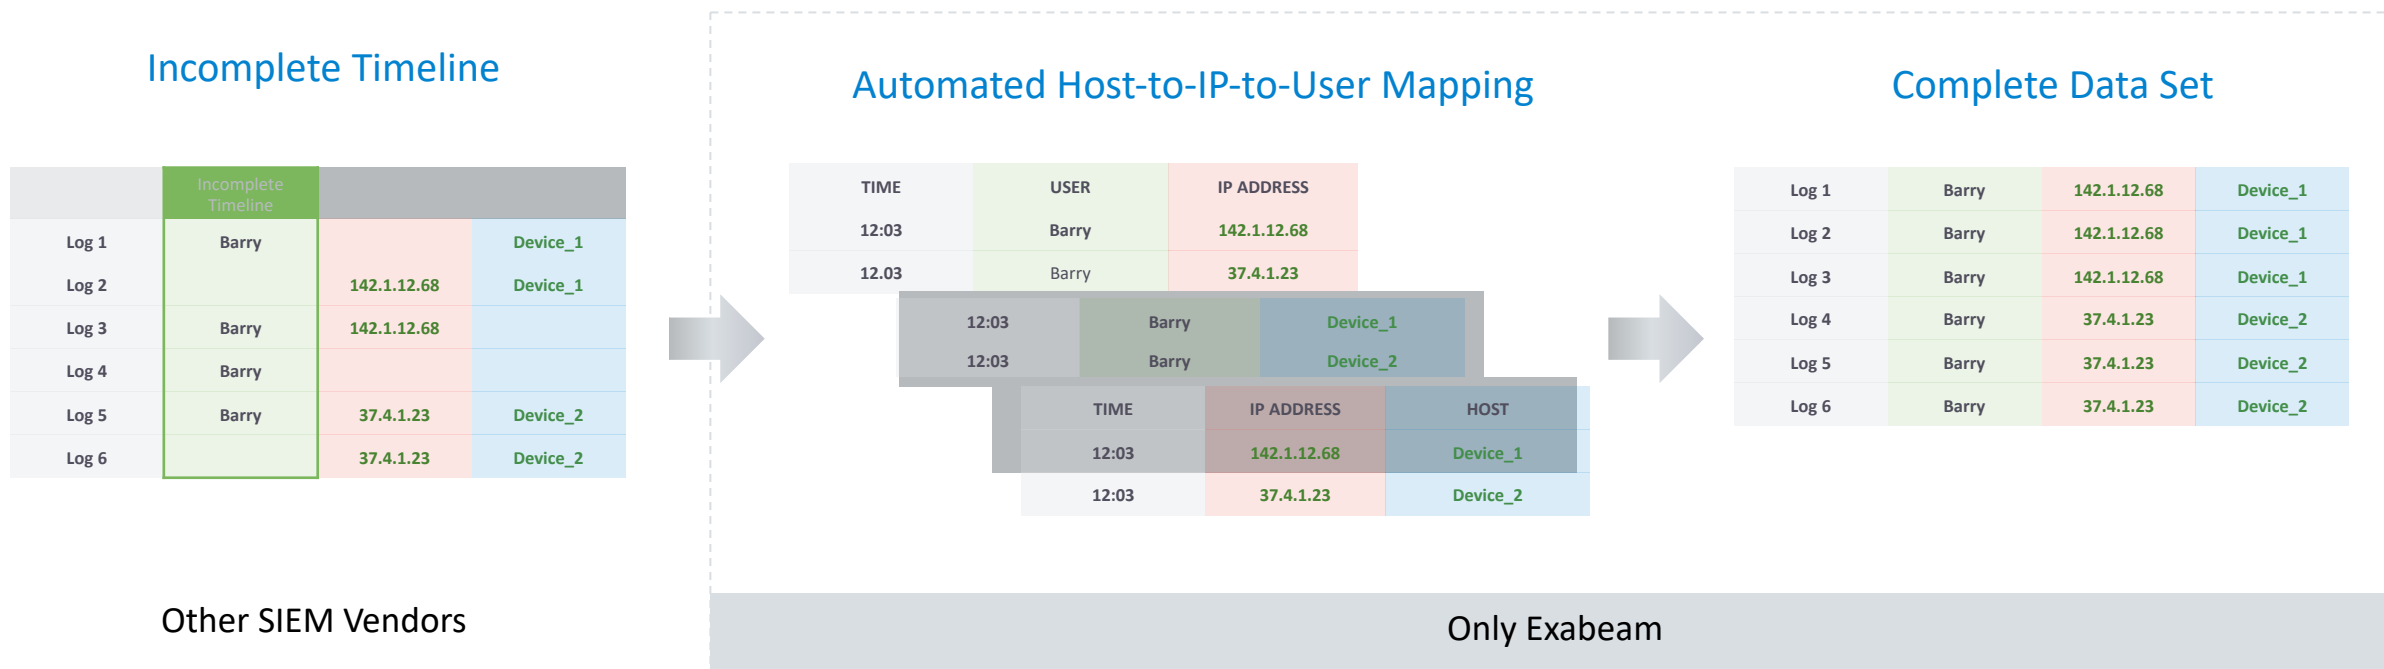 Incomplete Timeline
Incomplete
Timeline
Log 1 Barry Device_1
Log 2 142.1.12.68 Device_1
Log 3 Barry 142.1.12.68
Log 4 Barry
Log 5 Barry 37.4.1.23 Device_2
Log 6 37.4.1.23 Device_2
Other SIEM Vendors
Automated Host-to-IP-to-User Mapping
TIME USER IP ADDRESS
12:03 Barry 142.1.12.68
12.03 Barry 37.4.1.23
12:03 Barry Device_1
12:03 Barry Device_2
TIME IP ADDRESS HOST
12:03 142.1.12.68 Device_1
12:03 37.4.1.23 Device_2
Complete Data Set
Log 1 Barry 142.1.12.68 Device_1
Log 2 Barry 142.1.12.68 Device_1
Log 3 Barry 142.1.12.68 Device_1
Log 4 Barry 37.4.1.23 Device_2
Log 5 Barry 37.4.1.23 Device_2
Log 6 Barry 37.4.1.23 Device_2
Only Exabeam